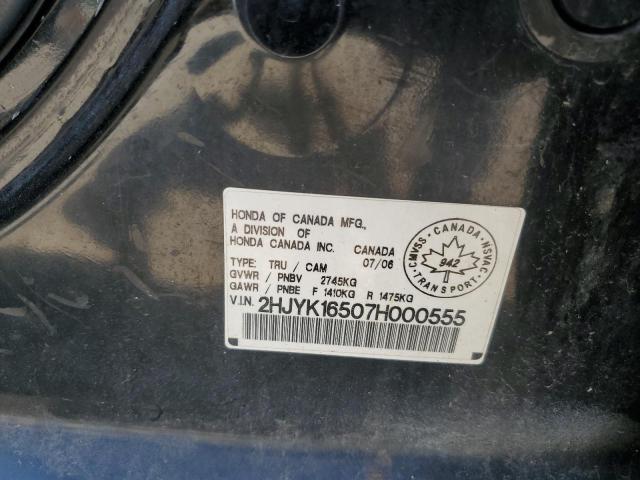 HONDA OF CANADA MFG.,
A DIVISION OF
HONDA CANADA INC. CANADA
TYPE: TRU / CAM 07/06
GVWR / PNBV 2745KG
GAWR / PNBE F 1410KG R 1475KG
V.I.N. 2HJYK16507H000555
CMVSS · CANADA · NSVAC
942
TRANSPORT